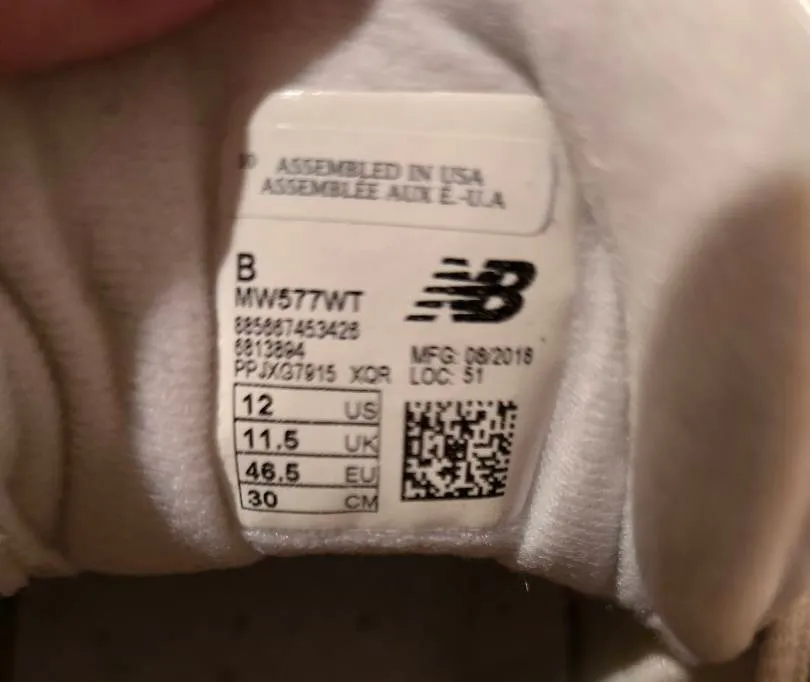 ASSEMBLED IN USA
ASSEMBLÉE AUX É.-U.A
B
MW577WT
6813894
PPJXG7915 XQR
NB
MFG: 08/2018
LOC: 51
12 US
11.5 UK
46.5 EU
30 CM